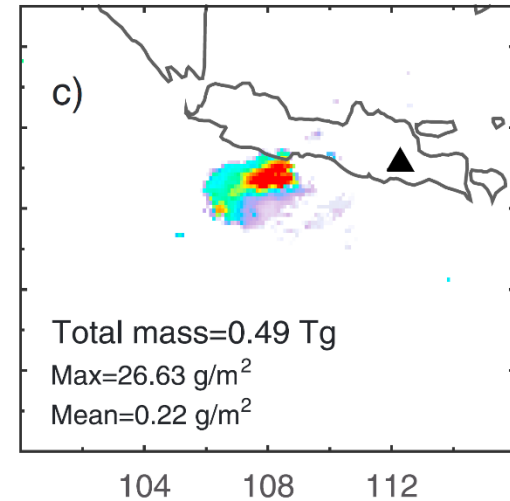 c)
Total mass=0.49 Tg
Max=26.63 g/m²
Mean=0.22 g/m²
104 108 112